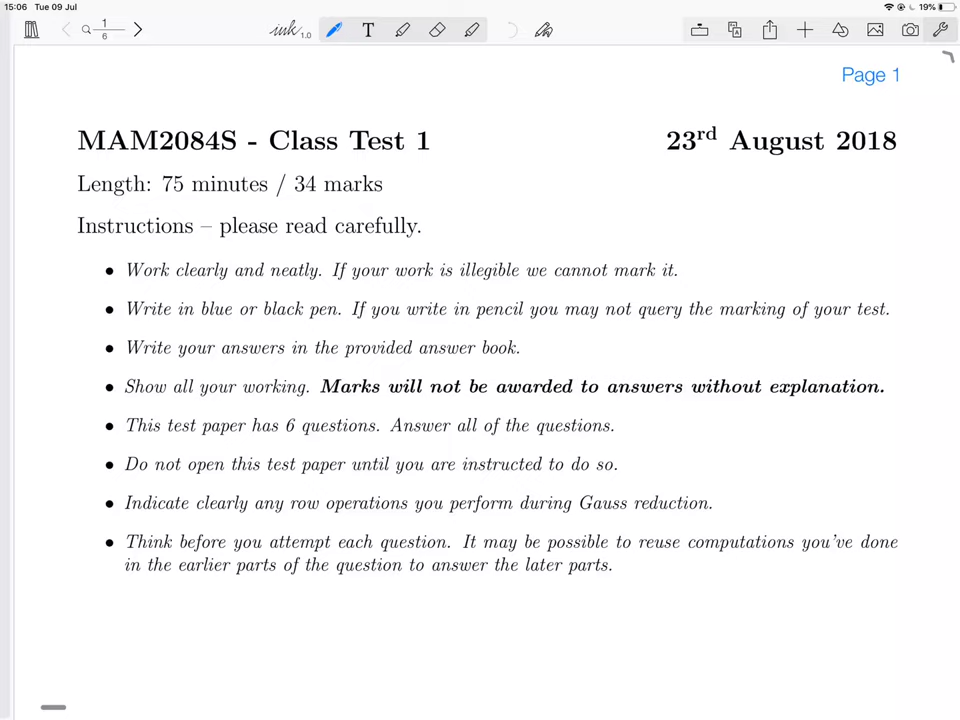 15:06 Tue 09 Jul
19%
1
6
ink 1.0
T
Page 1
MAM2084S - Class Test 1 23rd August 2018
Length: 75 minutes / 34 marks
Instructions – please read carefully.
• Work clearly and neatly. If your work is illegible we cannot mark it.
• Write in blue or black pen. If you write in pencil you may not query the marking of your test.
• Write your answers in the provided answer book.
• Show all your working. Marks will not be awarded to answers without explanation.
• This test paper has 6 questions. Answer all of the questions.
• Do not open this test paper until you are instructed to do so.
• Indicate clearly any row operations you perform during Gauss reduction.
• Think before you attempt each question. It may be possible to reuse computations you've done
in the earlier parts of the question to answer the later parts.